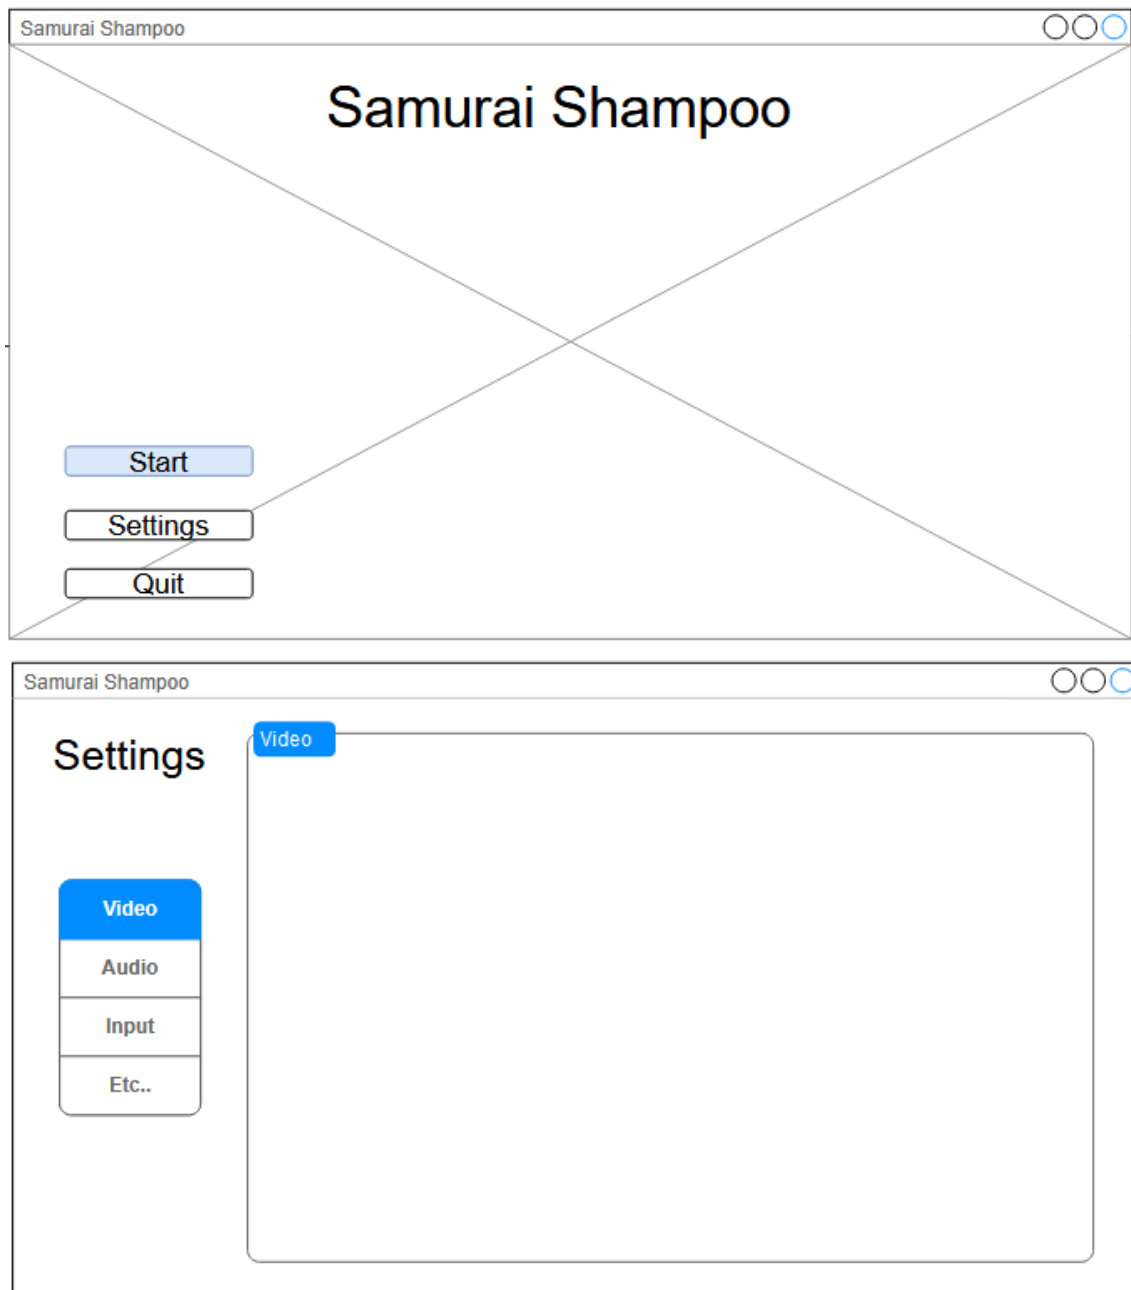 Samurai Shampoo
Samurai Shampoo
Start
Settings
Quit
Samurai Shampoo
Settings
Video
Video
Audio
Input
Etc..